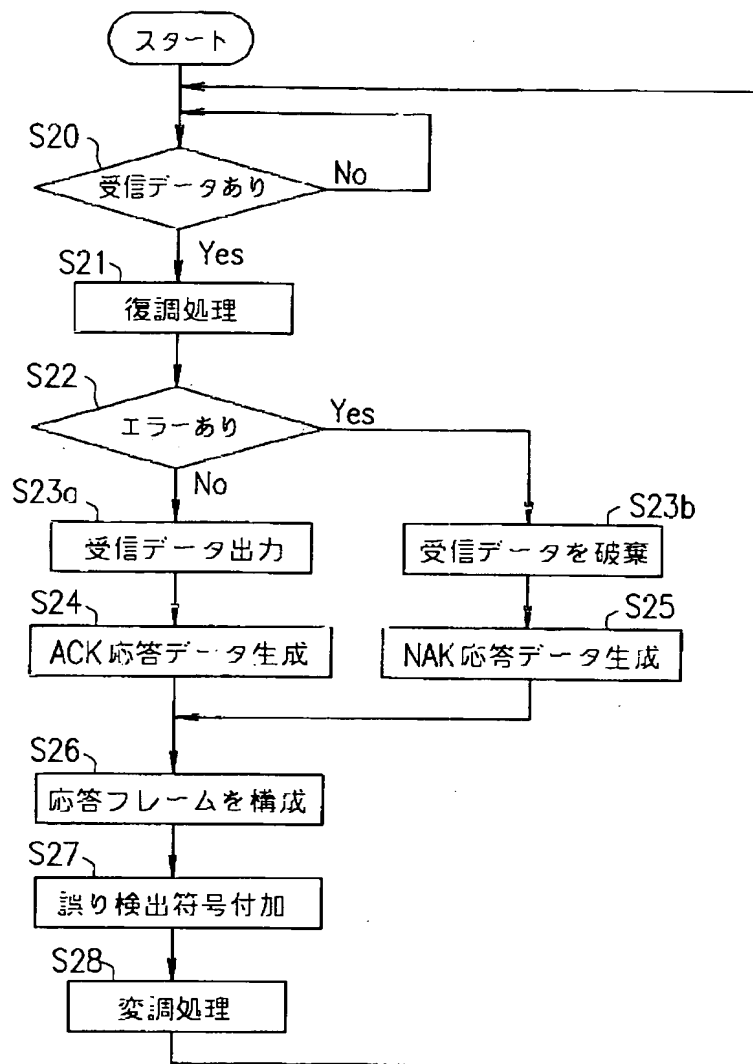 スタート
S20
受信データあり
No
Yes
S21
復調処理
S22
エラーあり
Yes
No
S23a
受信データ出力
S23b
受信データを破棄
S24
ACK応答データ生成
S25
NAK応答データ生成
S26
応答フレームを構成
S27
誤り検出符号付加
S28
変調処理